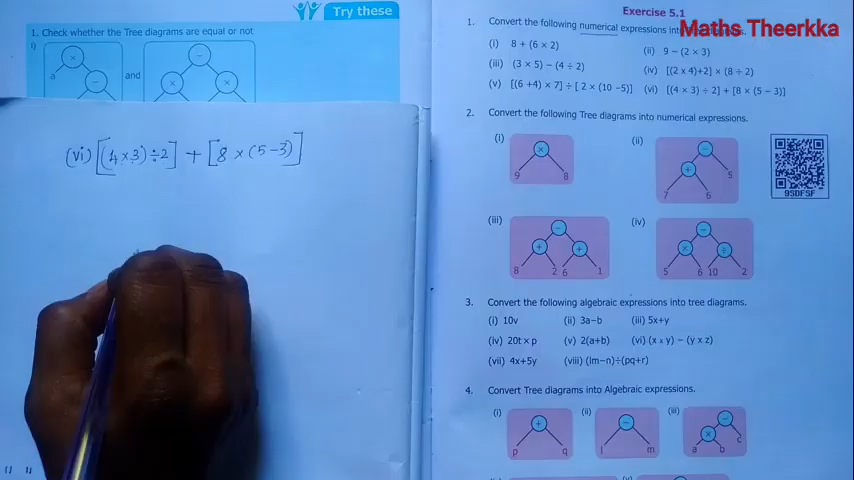 Try these
1. Check whether the Tree diagrams are equal or not
i)
×
a
−
and
−
×
×
(vi) [(4×3)÷2] + [8×(5-3)]
Exercise 5.1
Maths Theerkka
1. Convert the following numerical expressions into
(i) 8 + (6 × 2)
(ii) 9 − (2 × 3)
(iii) (3 × 5) − (4 ÷ 2)
(iv) [(2 × 4)+2] × (8 ÷ 2)
(v) [(6 +4) × 7] ÷ [ 2 × (10 −5)]
(vi) [(4 × 3) ÷ 2] + [8 × (5 − 3)]
2. Convert the following Tree diagrams into numerical expressions.
(i)
×
9 8
(ii)
−
+ 5
7 6
9SDF5F
(iii)
−
+ +
8 2 6 1
(iv)
−
× ÷
5 6 10 2
3. Convert the following algebraic expressions into tree diagrams.
(i) 10v (ii) 3a−b (iii) 5x+y
(iv) 20t × p (v) 2(a+b) (vi) (x × y) − (y × z)
(vii) 4x+5y (viii) (lm−n)÷(pq+r)
4. Convert Tree diagrams into Algebraic expressions.
(i)
+
p q
(ii)
−
l m
(iii)
−
× c
a b